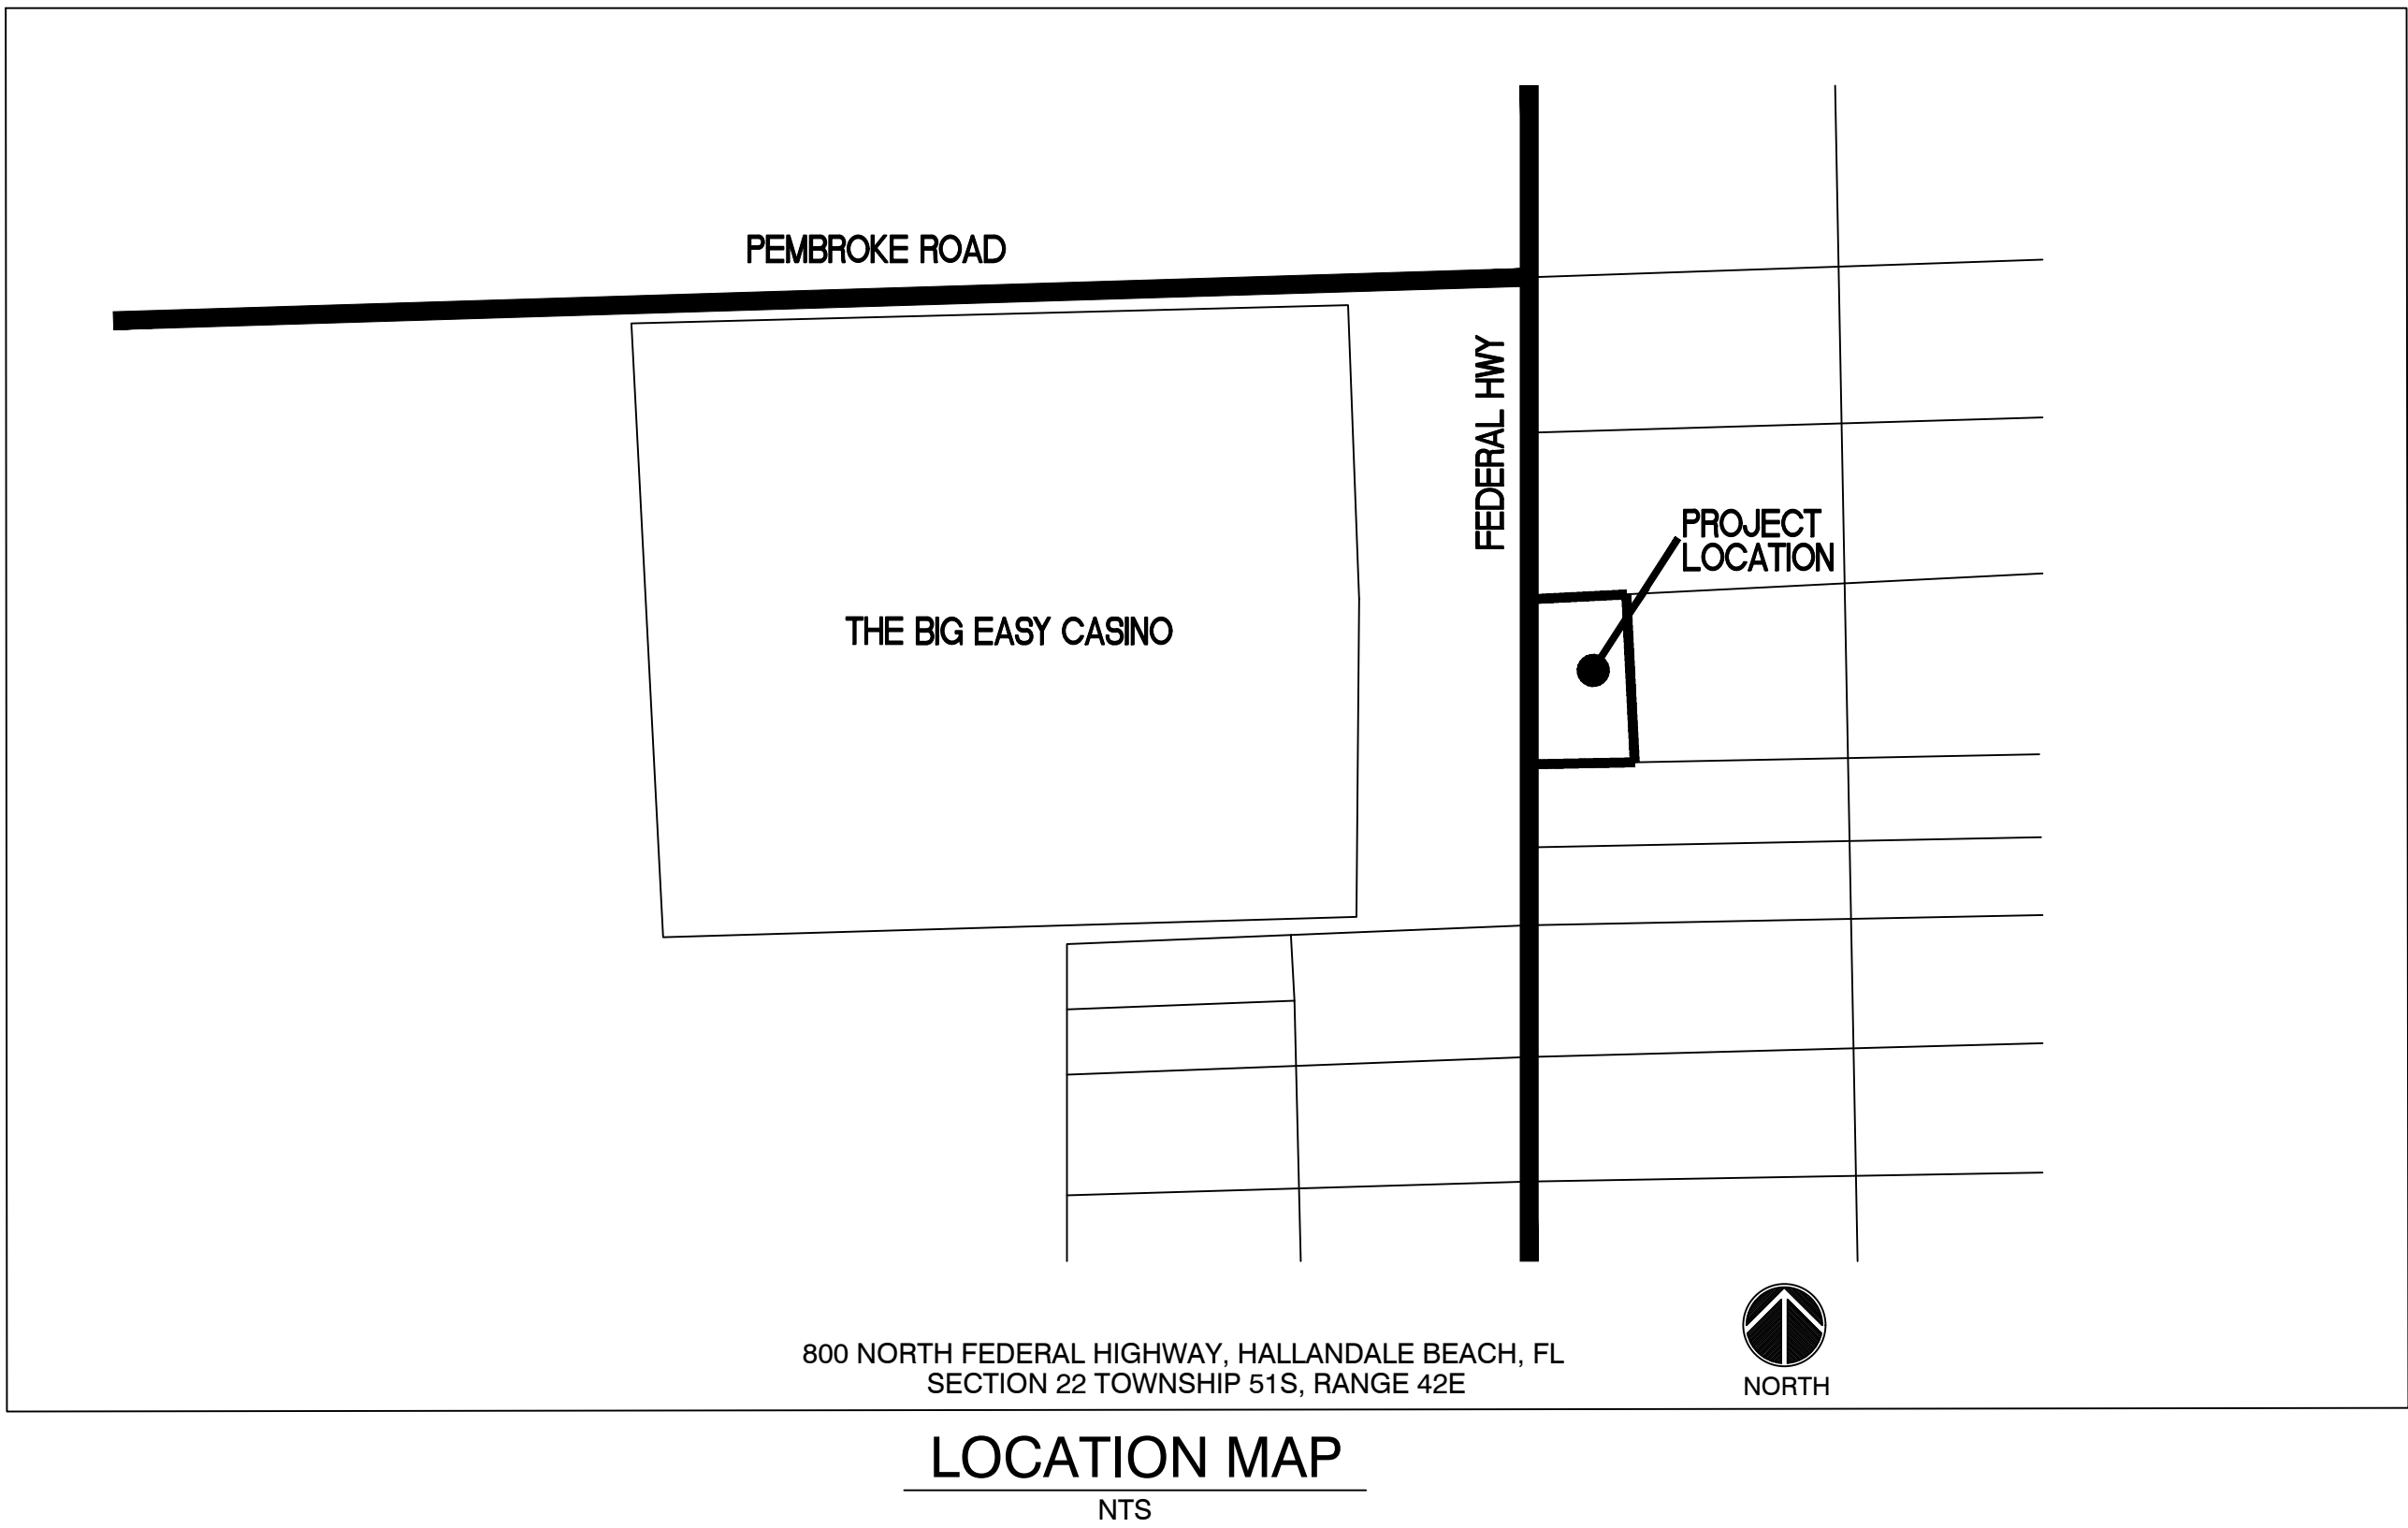 PEMBROKE ROAD
FEDERAL HWY
PROJECT
LOCATION
THE BIG EASY CASINO
800 NORTH FEDERAL HIGHWAY, HALLANDALE BEACH, FL
SECTION 22 TOWNSHIP 51S, RANGE 42E
NORTH
LOCATION MAP
NTS